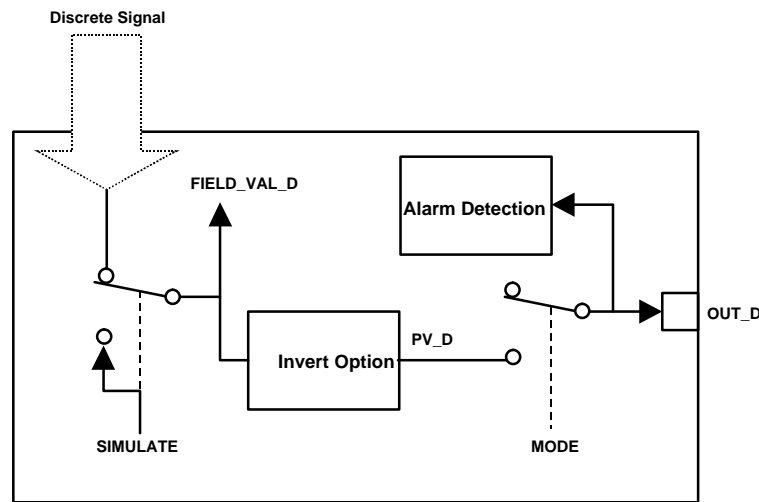 Discrete Signal
FIELD_VAL_D
Alarm Detection
OUT_D
PV_D
Invert Option
SIMULATE
MODE